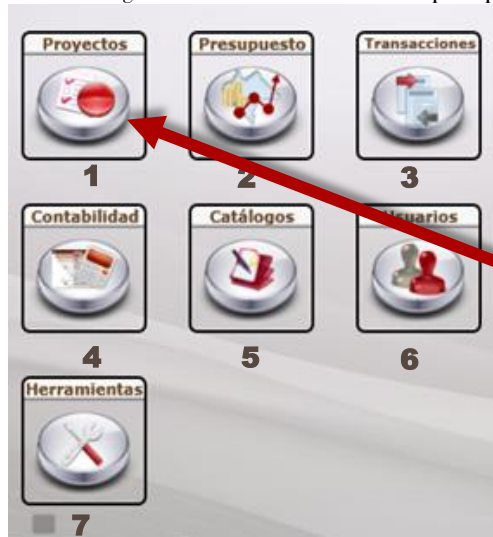 Proyectos
Presupuesto
Transacciones
1
2
3
Contabilidad
Catálogos
Usuarios
4
5
6
Herramientas
7